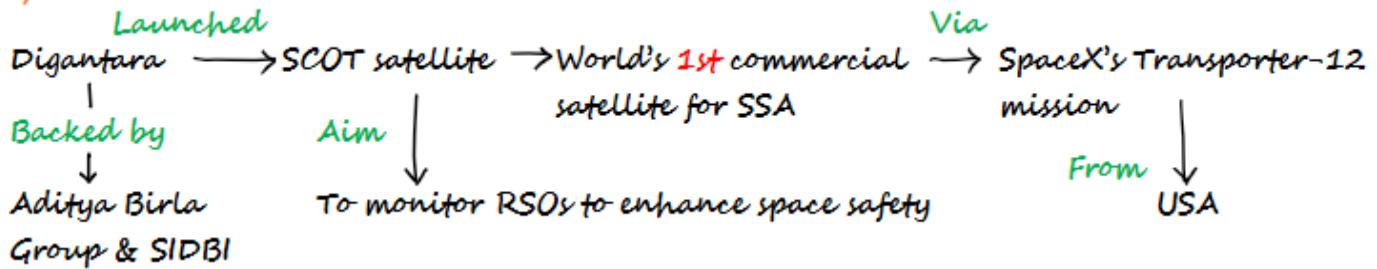 Launched Via
Digantara → SCOT satellite → World's 1st commercial → SpaceX's Transporter-12
satellite for SSA mission
Backed by Aim
From
Aditya Birla To monitor RSOs to enhance space safety USA
Group & SIDBI